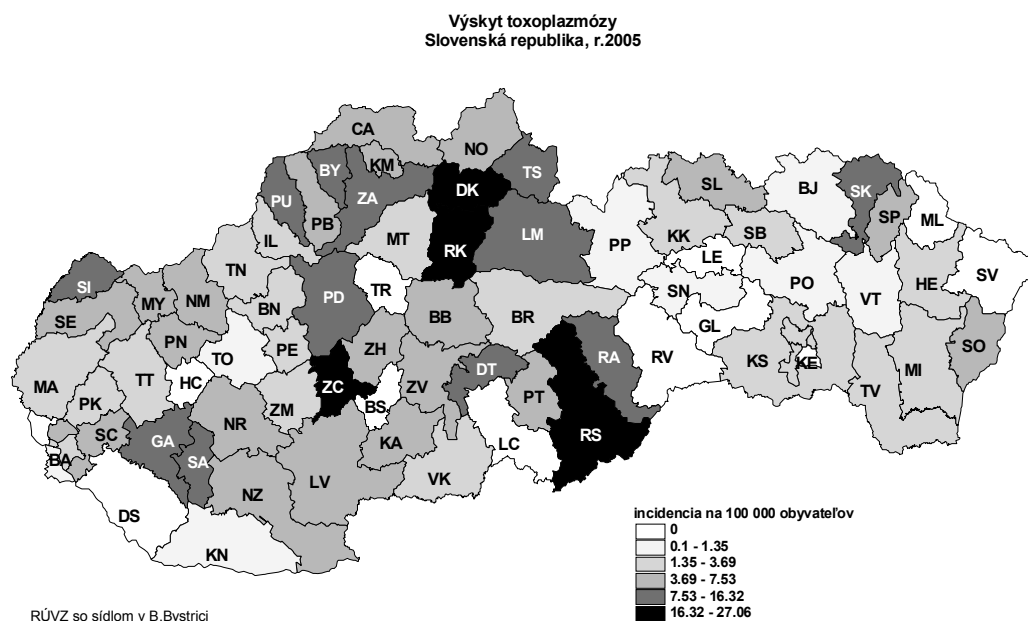 Výskyt toxoplazmózy
Slovenská republika, r.2005
CA
NO
KM
BY
TS
PU
ZA
DK
SL
BJ
SK
PB
SP
ML
IL
MT
RK
LM
PP
KK
SB
TN
LE
SV
SI
BN
PD
TR
SN
PO
VT
HE
MY
NM
SE
BB
BR
GL
PN
TO
PE
ZH
RA
RV
KS
KE
SO
MA
TT
HC
ZC
ZV
DT
MI
PK
ZM
BS
PT
TV
SC
GA
NR
KA
LC
RS
BA
SA
VK
DS
NZ
LV
KN
incidencia na 100 000 obyvateľov
0
0.1 - 1.35
1.35 - 3.69
3.69 - 7.53
7.53 - 16.32
16.32 - 27.06
RÚVZ so sídlom v B.Bystrici